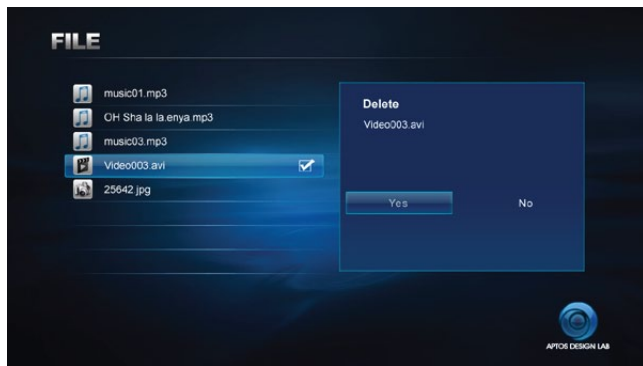 FILE
music01.mp3
OH Sha la la.enya.mp3
music03.mp3
Video003.avi
25642 jpg
Delete
Video003.avi
Yes No
APTOS DESIGN LAB